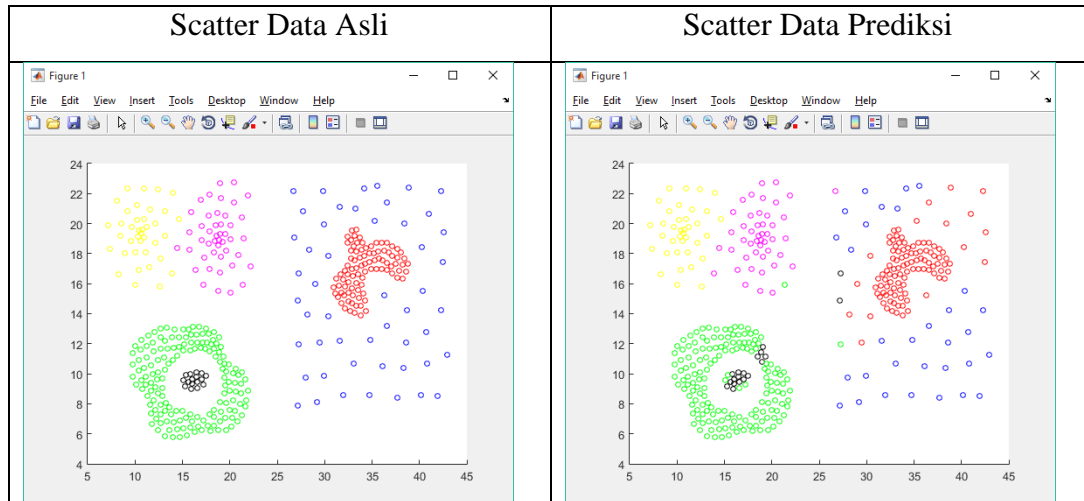 Scatter Data Asli
Scatter Data Prediksi
Figure 1
File Edit View Insert Tools Desktop Window Help
24
22
20
18
16
14
12
10
8
6
4
5 10 15 20 25 30 35 40 45
Figure 1
File Edit View Insert Tools Desktop Window Help
24
22
20
18
16
14
12
10
8
6
4
5 10 15 20 25 30 35 40 45